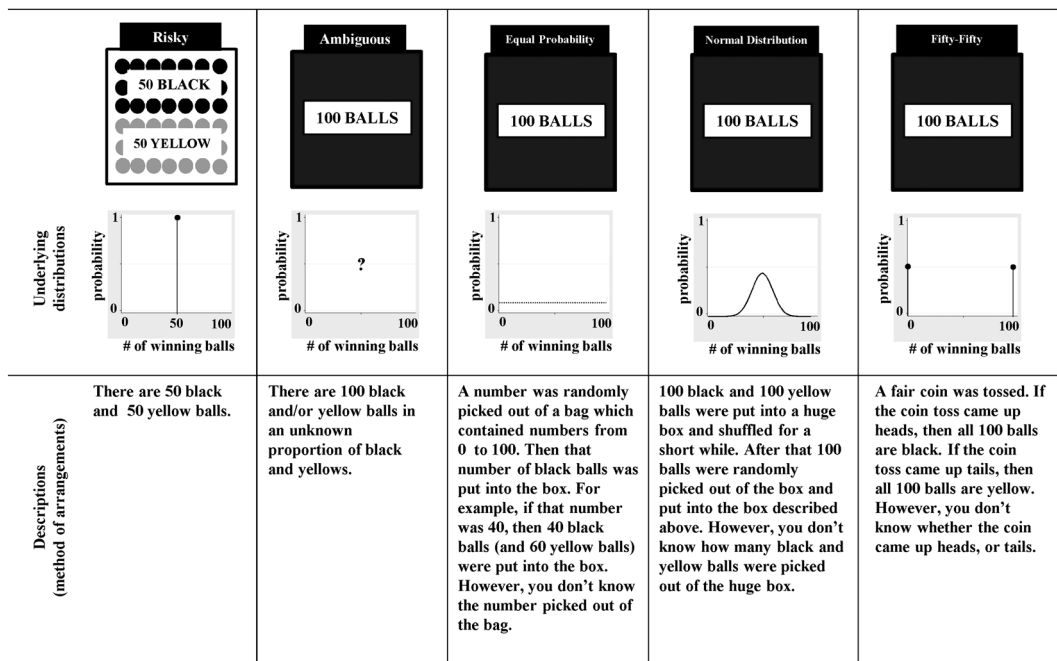 Risky
50 BLACK
50 YELLOW
Ambiguous
100 BALLS
Equal Probability
100 BALLS
Normal Distribution
100 BALLS
Fifty-Fifty
100 BALLS
Underlying
distributions
probability
1
0
0
50
100
# of winning balls
probability
1
?
0
0
100
# of winning balls
probability
1
0
0
100
# of winning balls
probability
1
0
0
100
# of winning balls
probability
1
0
0
100
# of winning balls
Descriptions
(method of arrangements)
There are 50 black
and 50 yellow balls.
There are 100 black
and/or yellow balls in
an unknown
proportion of black
and yellows.
A number was randomly
picked out of a bag which
contained numbers from
0 to 100. Then that
number of black balls was
put into the box. For
example, if that number
was 40, then 40 black
balls (and 60 yellow balls)
were put into the box.
However, you don't know
the number picked out of
the bag.
100 black and 100 yellow
balls were put into a huge
box and shuffled for a
short while. After that 100
balls were randomly
picked out of the box and
put into the box described
above. However, you don't
know how many black and
yellow balls were picked
out of the huge box.
A fair coin was tossed. If
the coin toss came up
heads, then all 100 balls
are black. If the coin
toss came up tails, then
all 100 balls are yellow.
However, you don't
know whether the coin
came up heads, or tails.